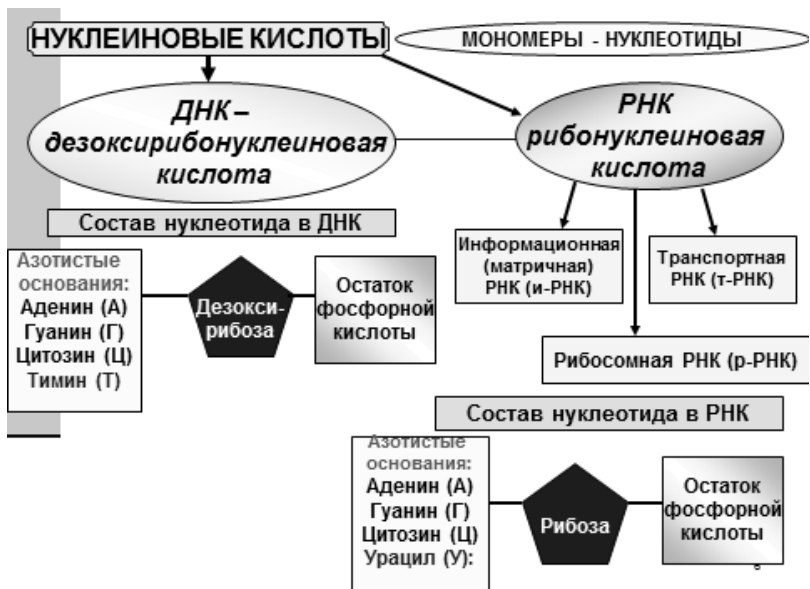 НУКЛЕИНОВЫЕ КИСЛОТЫ
МОНОМЕРЫ - НУКЛЕОТИДЫ
ДНК –
дезоксирибонуклеиновая
кислота
РНК
рибонуклеиновая
кислота
Состав нуклеотида в ДНК
Информационная
(матричная)
РНК (и-РНК)
Транспортная
РНК (т-РНК)
Рибосомная РНК (р-РНК)
Азотистые
основания:
Аденин (А)
Гуанин (Г)
Цитозин (Ц)
Тимин (Т)
Дезокси-
рибоза
Остаток
фосфорной
кислоты
Состав нуклеотида в РНК
Азотистые
основания:
Аденин (А)
Гуанин (Г)
Цитозин (Ц)
Урацил (У):
Рибоза
Остаток
фосфорной
кислоты